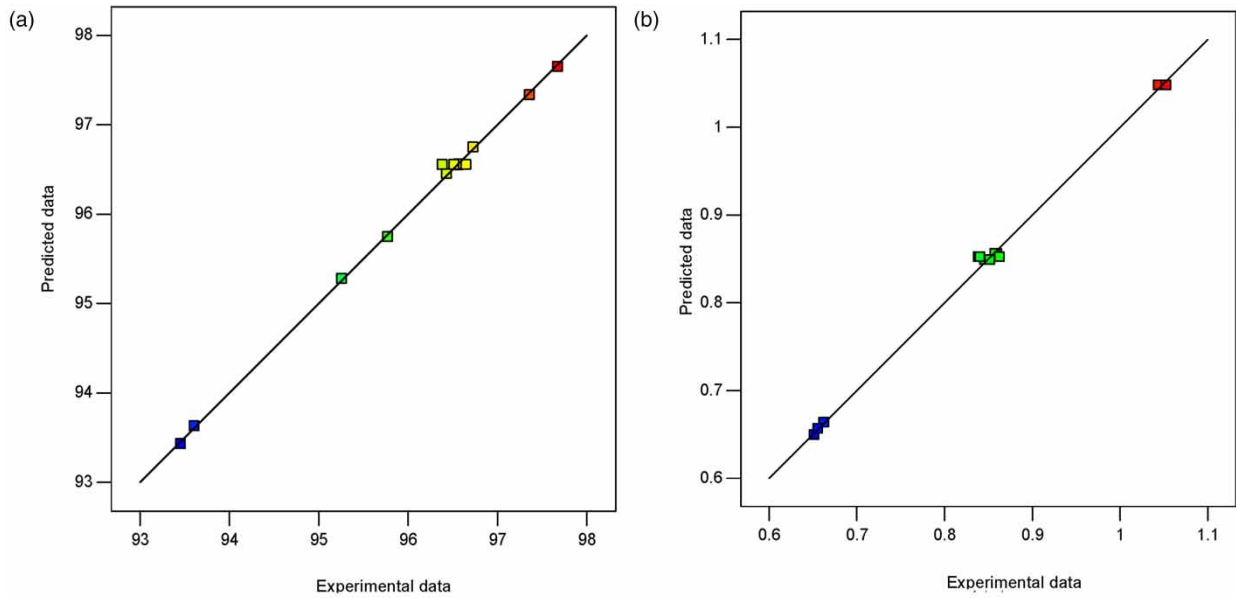 (a)
98
97
96
95
94
93
Predicted data
93 94 95 96 97 98
Experimental data
(b)
1.1
1
0.9
0.8
0.7
0.6
Predicted data
0.6 0.7 0.8 0.9 1 1.1
Experimental data